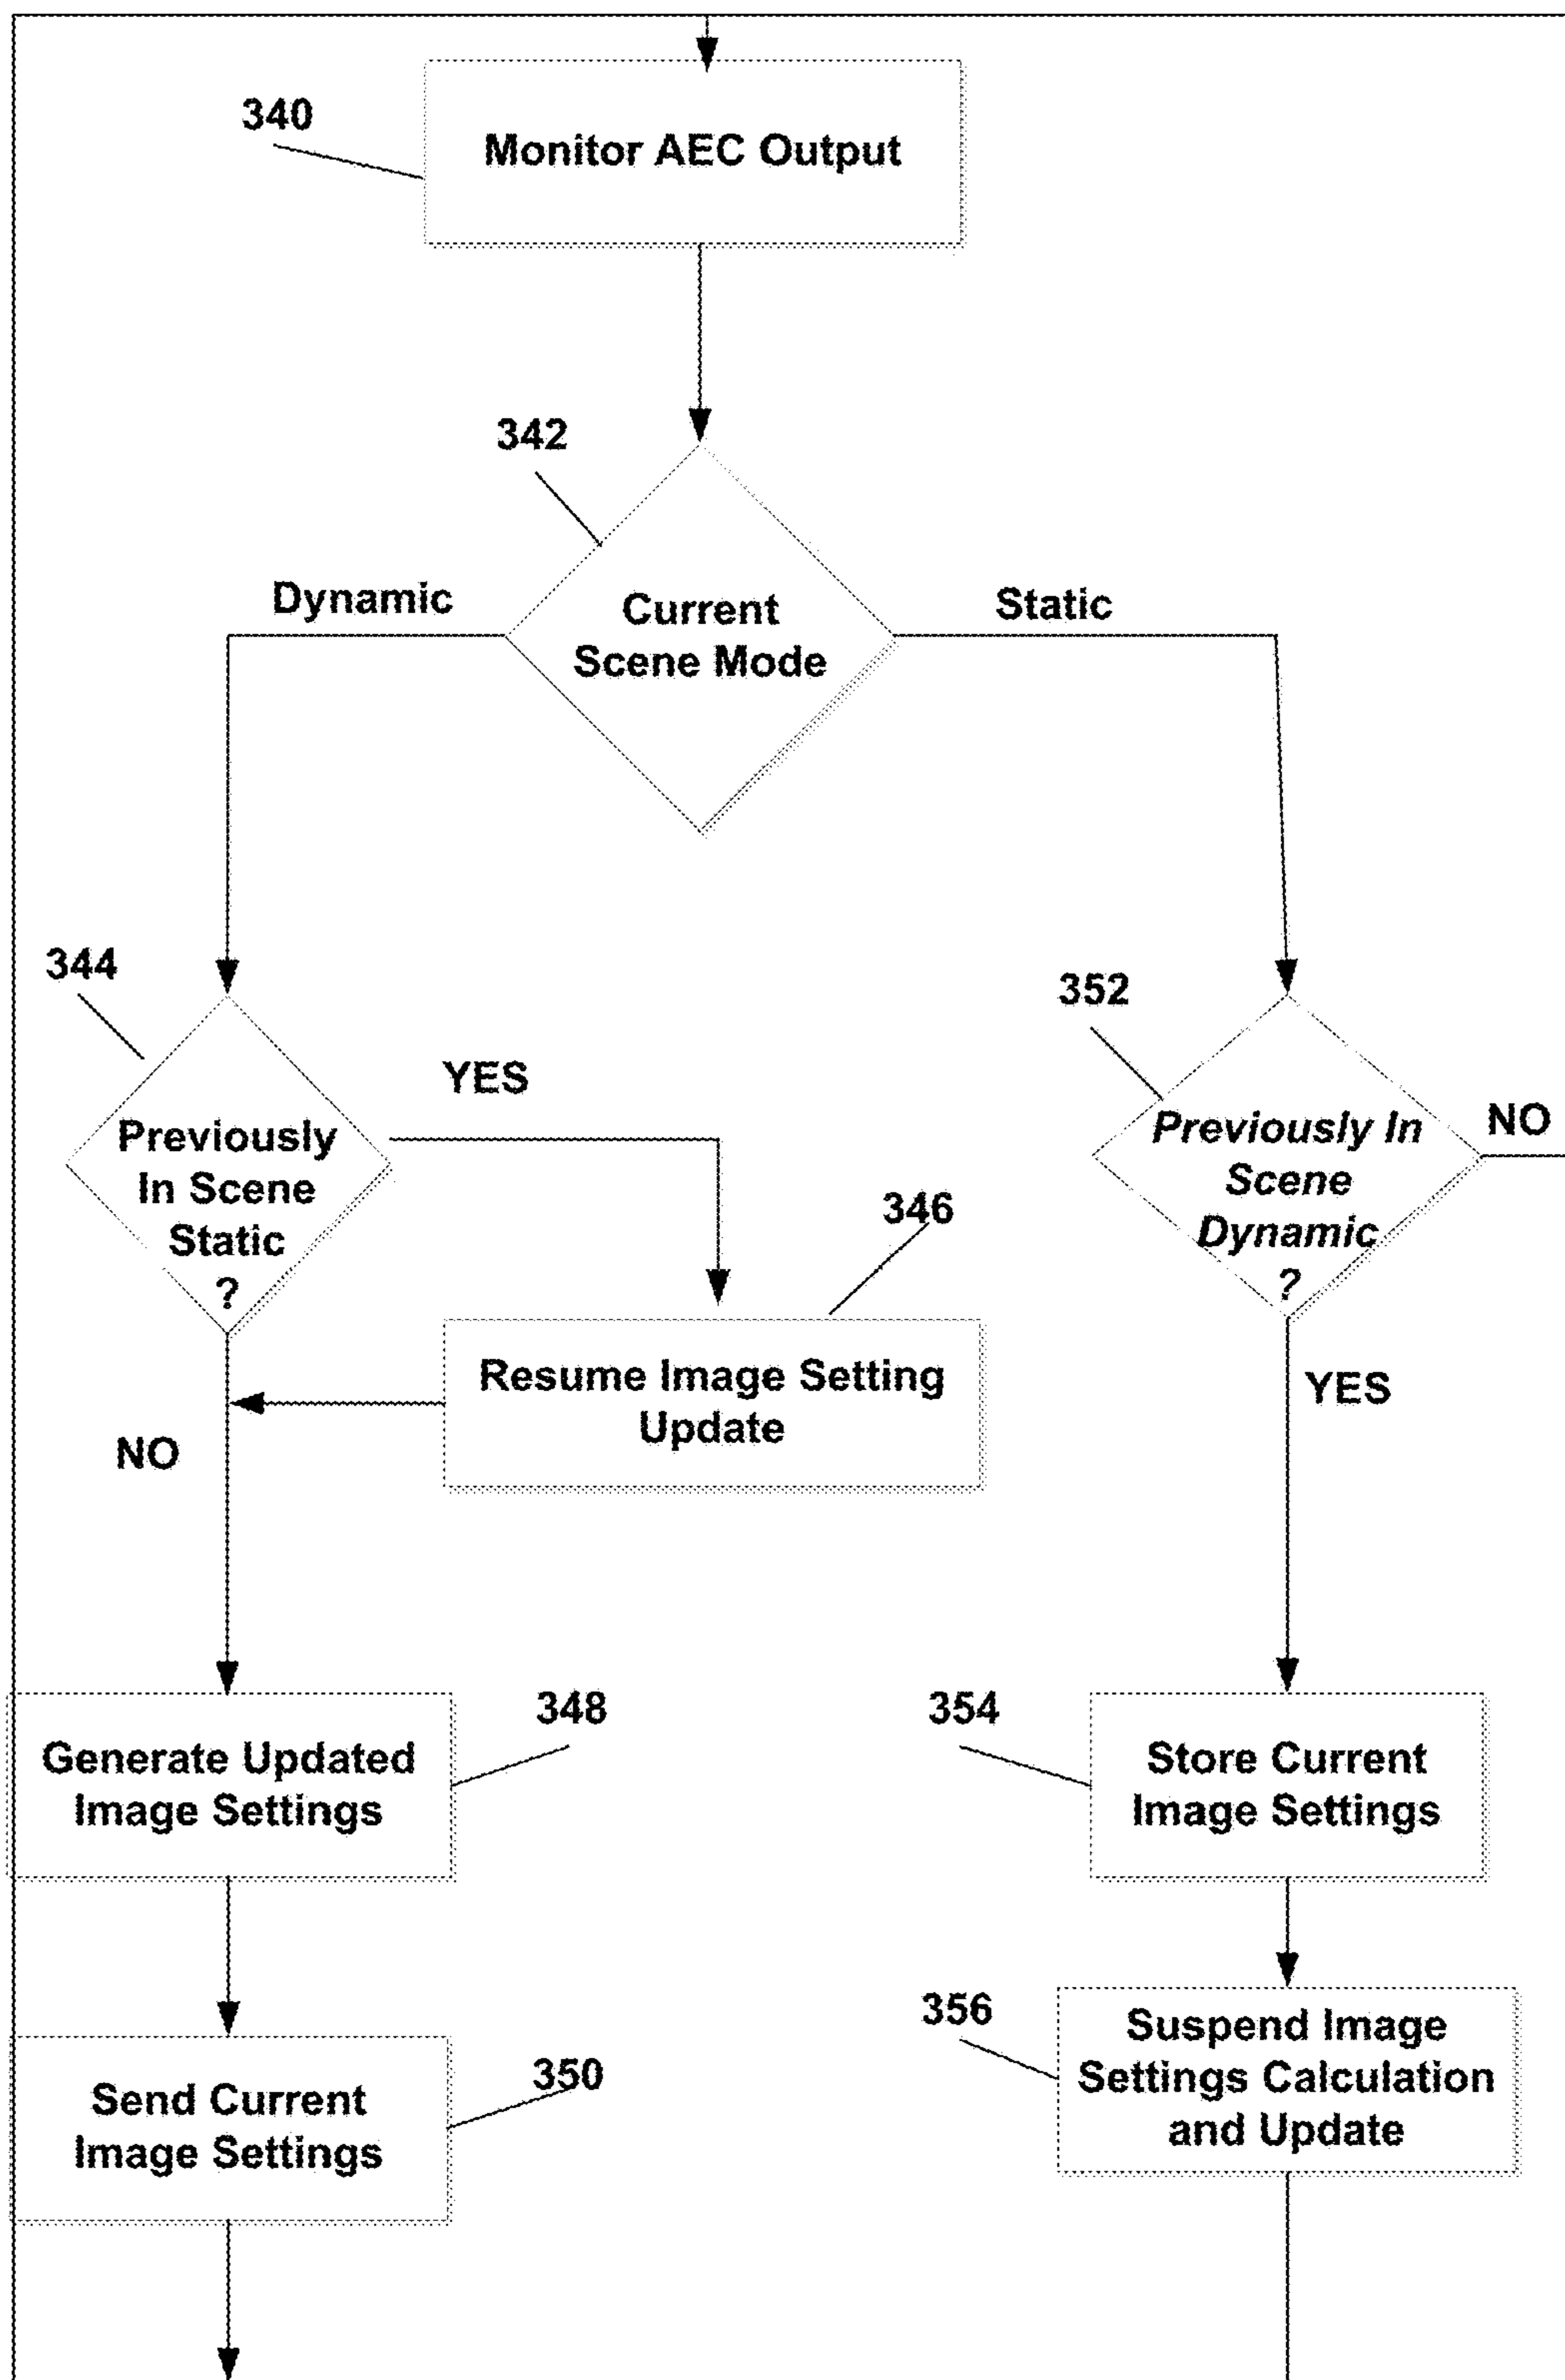 340
Monitor AEC Output
342
Dynamic
Current
Scene Mode
Static
344
Previously
In Scene
Static
?
YES
352
Previously In
Scene
Dynamic
?
NO
346
Resume Image Setting
Update
NO
YES
348
Generate Updated
Image Settings
354
Store Current
Image Settings
350
Send Current
Image Settings
356
Suspend Image
Settings Calculation
and Update